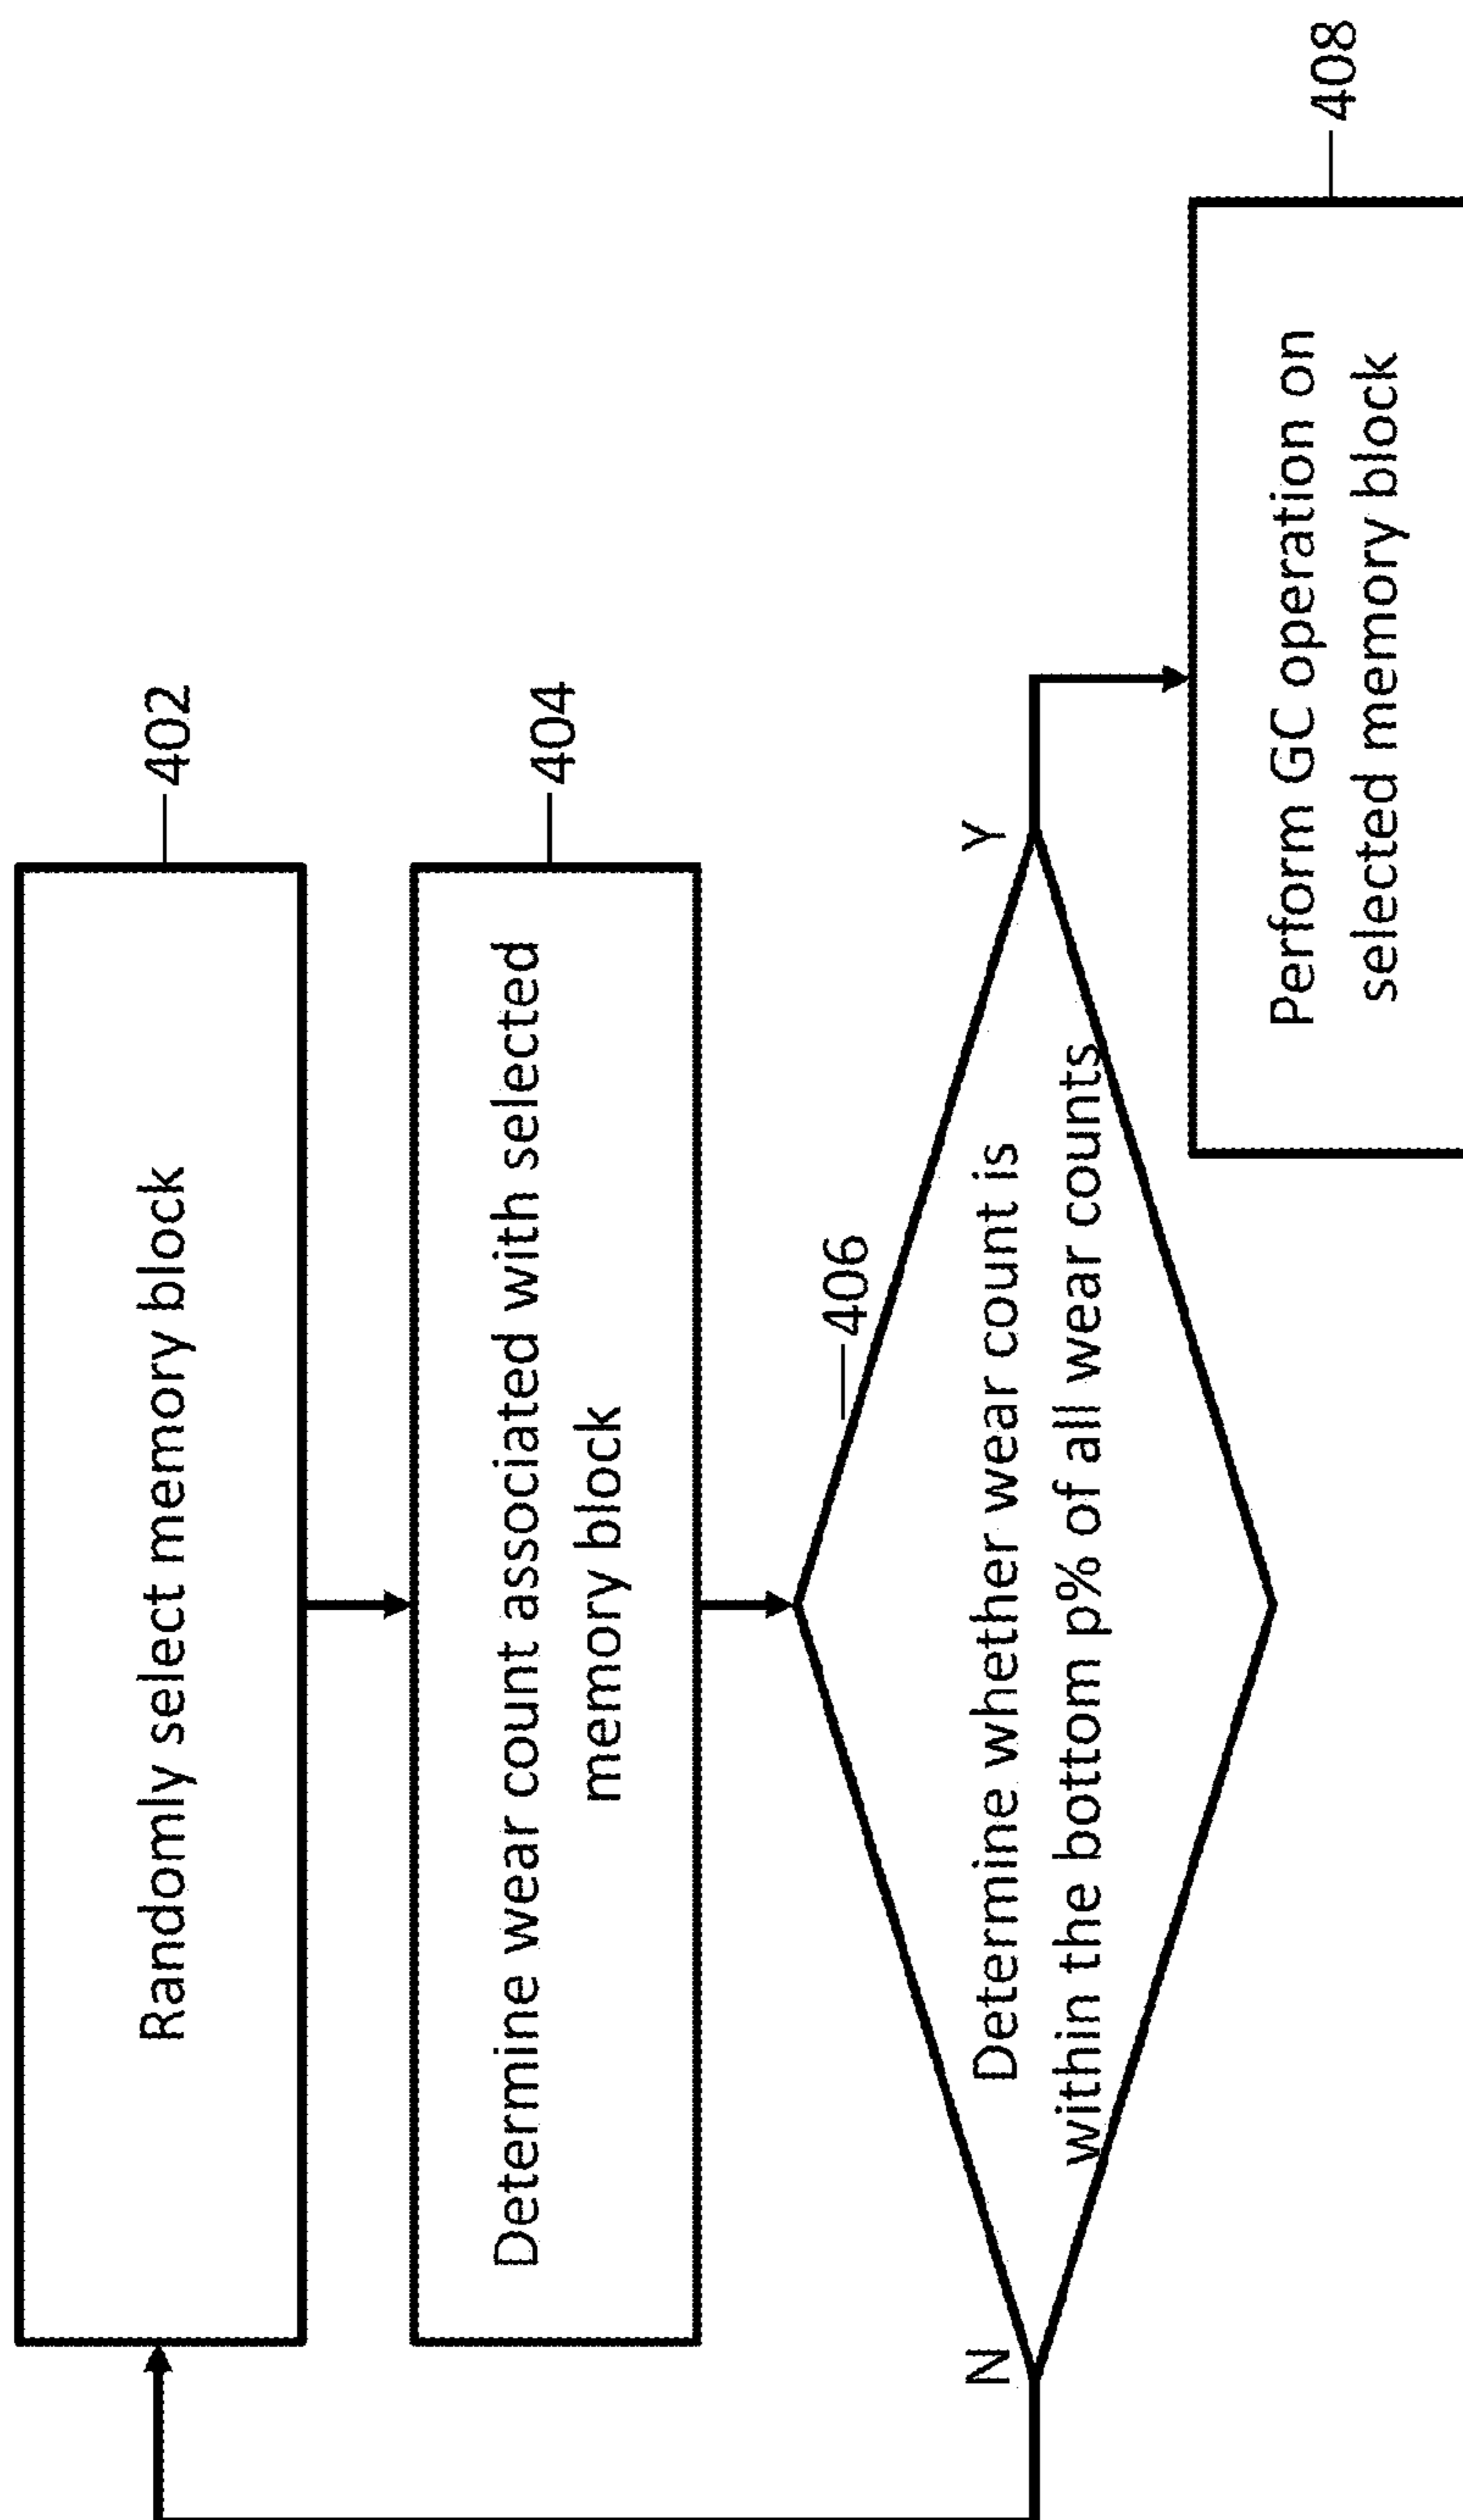 Randomly select memory block
402
Determine wear count associated with selected
memory block
404
406
Determine whether wear count is
within the bottom p% of all wear counts
N
Y
Perform GC operation on
selected memory block
408